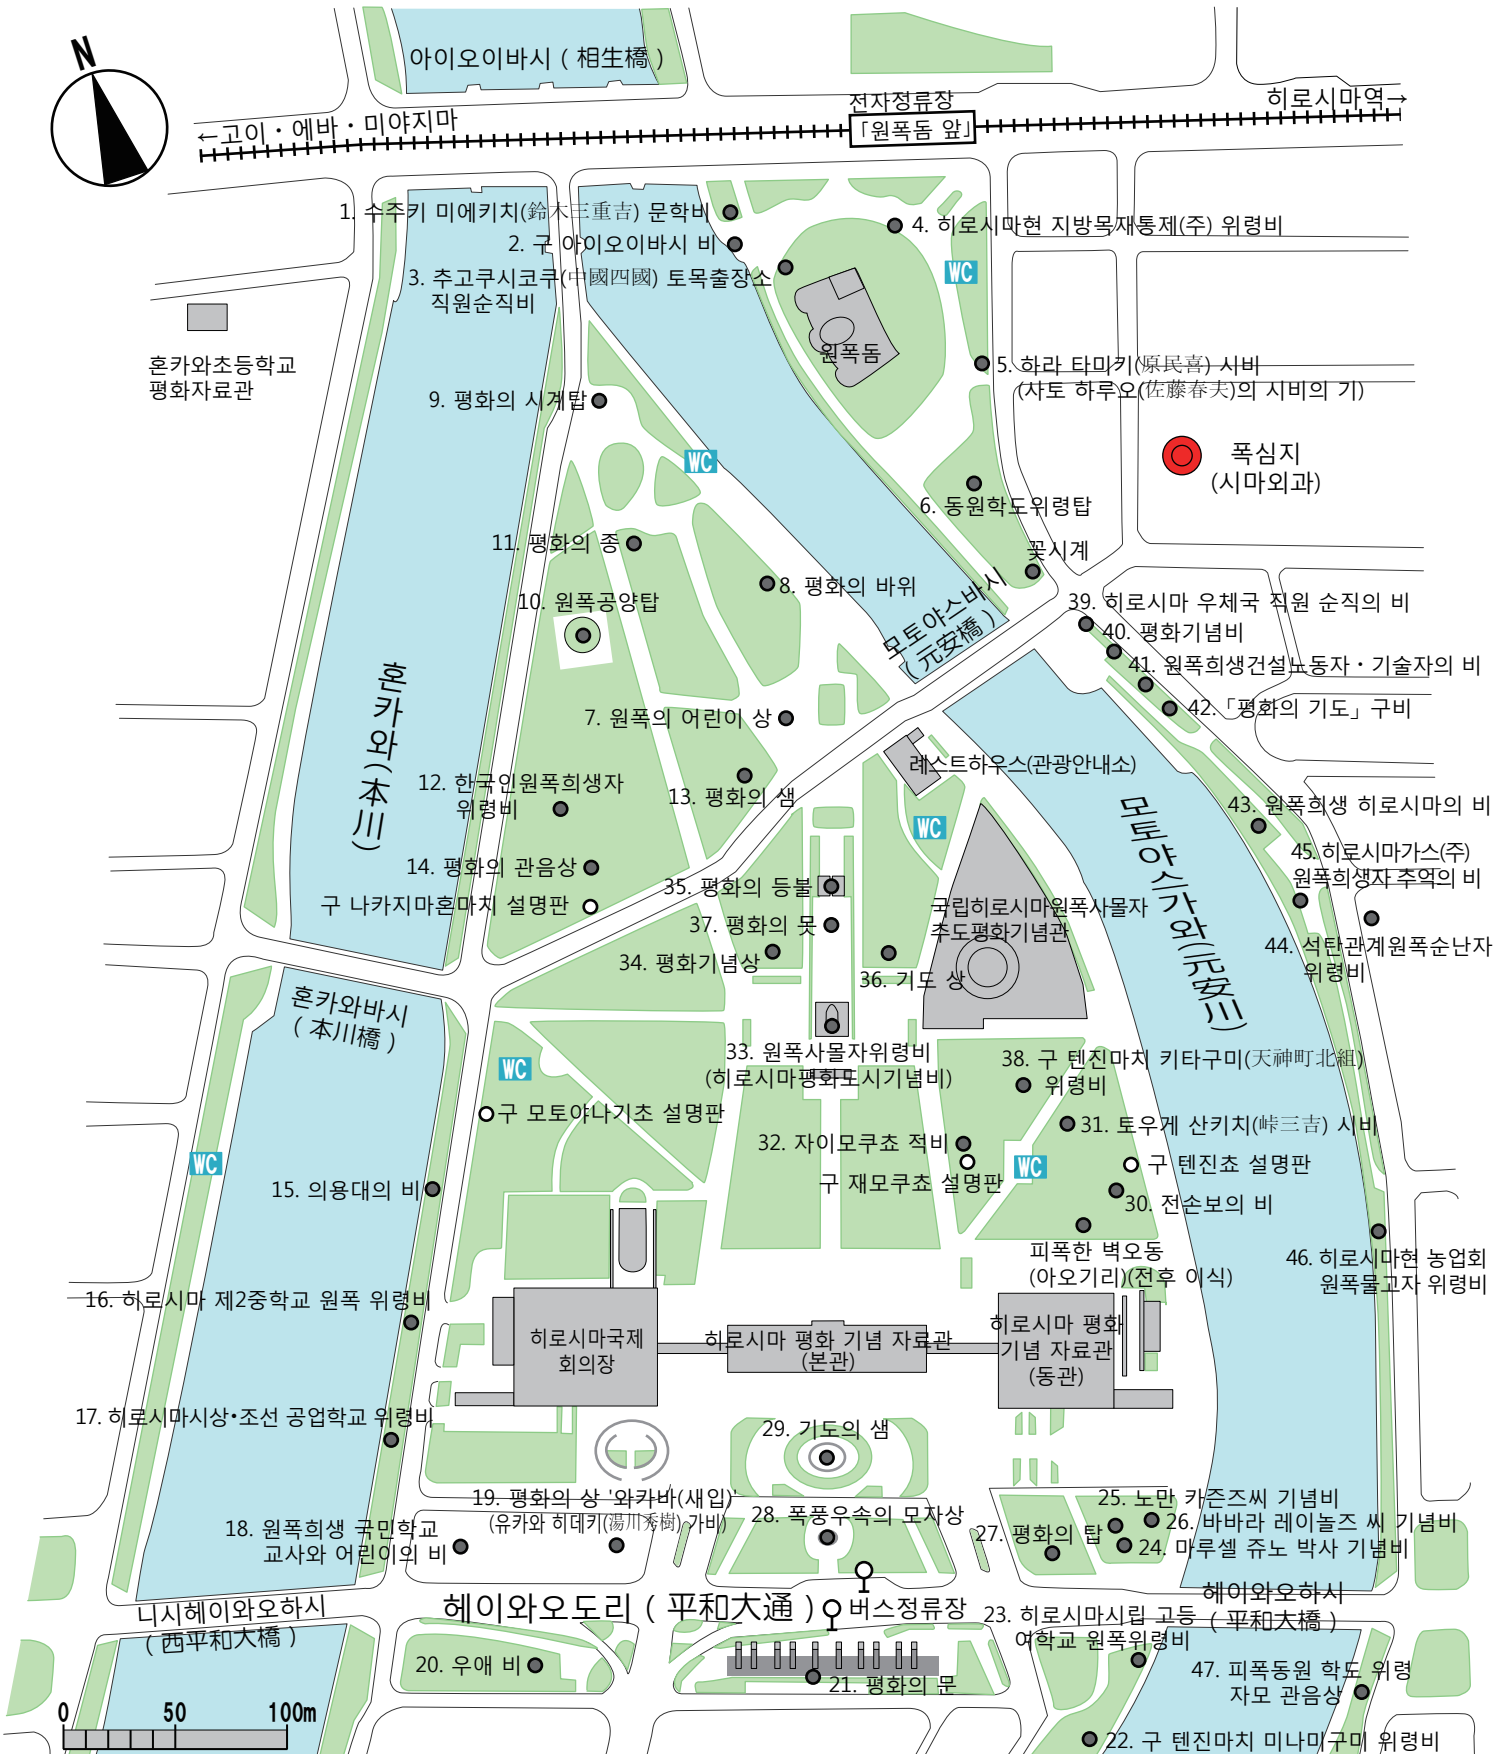 N
아이오이바시 ( 相生橋 )
←고이・에바・미야지마
전자정류장
「원폭돔 앞」
히로시마역→
1. 수주키 미에키치(鈴木三重吉) 문학비
2. 구 아이오이바시 비
3. 추고쿠시코쿠(中國四國) 토목출장소
직원순직비
4. 히로시마현 지방목재통제(주) 위령비
WC
원폭돔
혼카와초등학교
평화자료관
5. 하라 타미키(原民喜) 시비
(사토 하루오(佐藤春夫)의 시비의 기)
9. 평화의 시계탑
WC
폭심지
(시마외과)
6. 동원학도위령탑
11. 평화의 종
꽃시계
8. 평화의 바위
10. 원폭공양탑
모토야스바시
( 元安橋 )
39. 히로시마 우체국 직원 순직의 비
40. 평화기념비
41. 원폭희생건설노동자・기술자의 비
42.「평화의 기도」구비
혼카와(本川)
7. 원폭의 어린이 상
레스트하우스(관광안내소)
12. 한국인원폭희생자
위령비
13. 평화의 샘
WC
모토야스가와(元安川)
43. 원폭희생 히로시마의 비
14. 평화의 관음상
45. 히로시마가스(주)
원폭희생자 추억의 비
35. 평화의 등불
구 나카지마혼마치 설명판
국립히로시마원폭사몰자
추도평화기념관
37. 평화의 못
34. 평화기념상
36. 기도 상
44. 석탄관계원폭순난자
위령비
혼카와바시
( 本川橋 )
33. 원폭사몰자위령비
(히로시마평화도시기념비)
38. 구 텐진마치 키타구미(天神町北組)
위령비
WC
구 모토야나기초 설명판
31. 토우게 산키치(峠三吉) 시비
32. 자이모쿠쵸 적비
WC
WC
구 텐진쵸 설명판
구 재모쿠쵸 설명판
15. 의용대의 비
30. 전손보의 비
피폭한 벽오동
(아오기리)(전후 이식)
46. 히로시마현 농업회
원폭물고자 위령비
16. 히로시마 제2중학교 원폭 위령비
히로시마국제
회의장
히로시마 평화 기념 자료관
(본관)
히로시마 평화
기념 자료관
(동관)
17. 히로시마시상•조선 공업학교 위령비
29. 기도의 샘
19. 평화의 상 '와카바(새입)'
(유카와 히데키(湯川秀樹) 가비)
28. 폭풍우속의 모자상
18. 원폭희생 국민학교
교사와 어린이의 비
25. 노만 카즌즈씨 기념비
26. 바바라 레이놀즈 씨 기념비
27. 평화의 탑
24. 마루셀 쥬노 박사 기념비
니시헤이와오하시
( 西平和大橋 )
헤이와오도리 ( 平和大通 )
버스정류장
헤이와오하시
( 平和大橋 )
23. 히로시마시립 고등
여학교 원폭위령비
20. 우애 비
21. 평화의 문
47. 피폭동원 학도 위령
자모 관음상
22. 구 텐진마치 미나미구미 위령비
0 50 100m